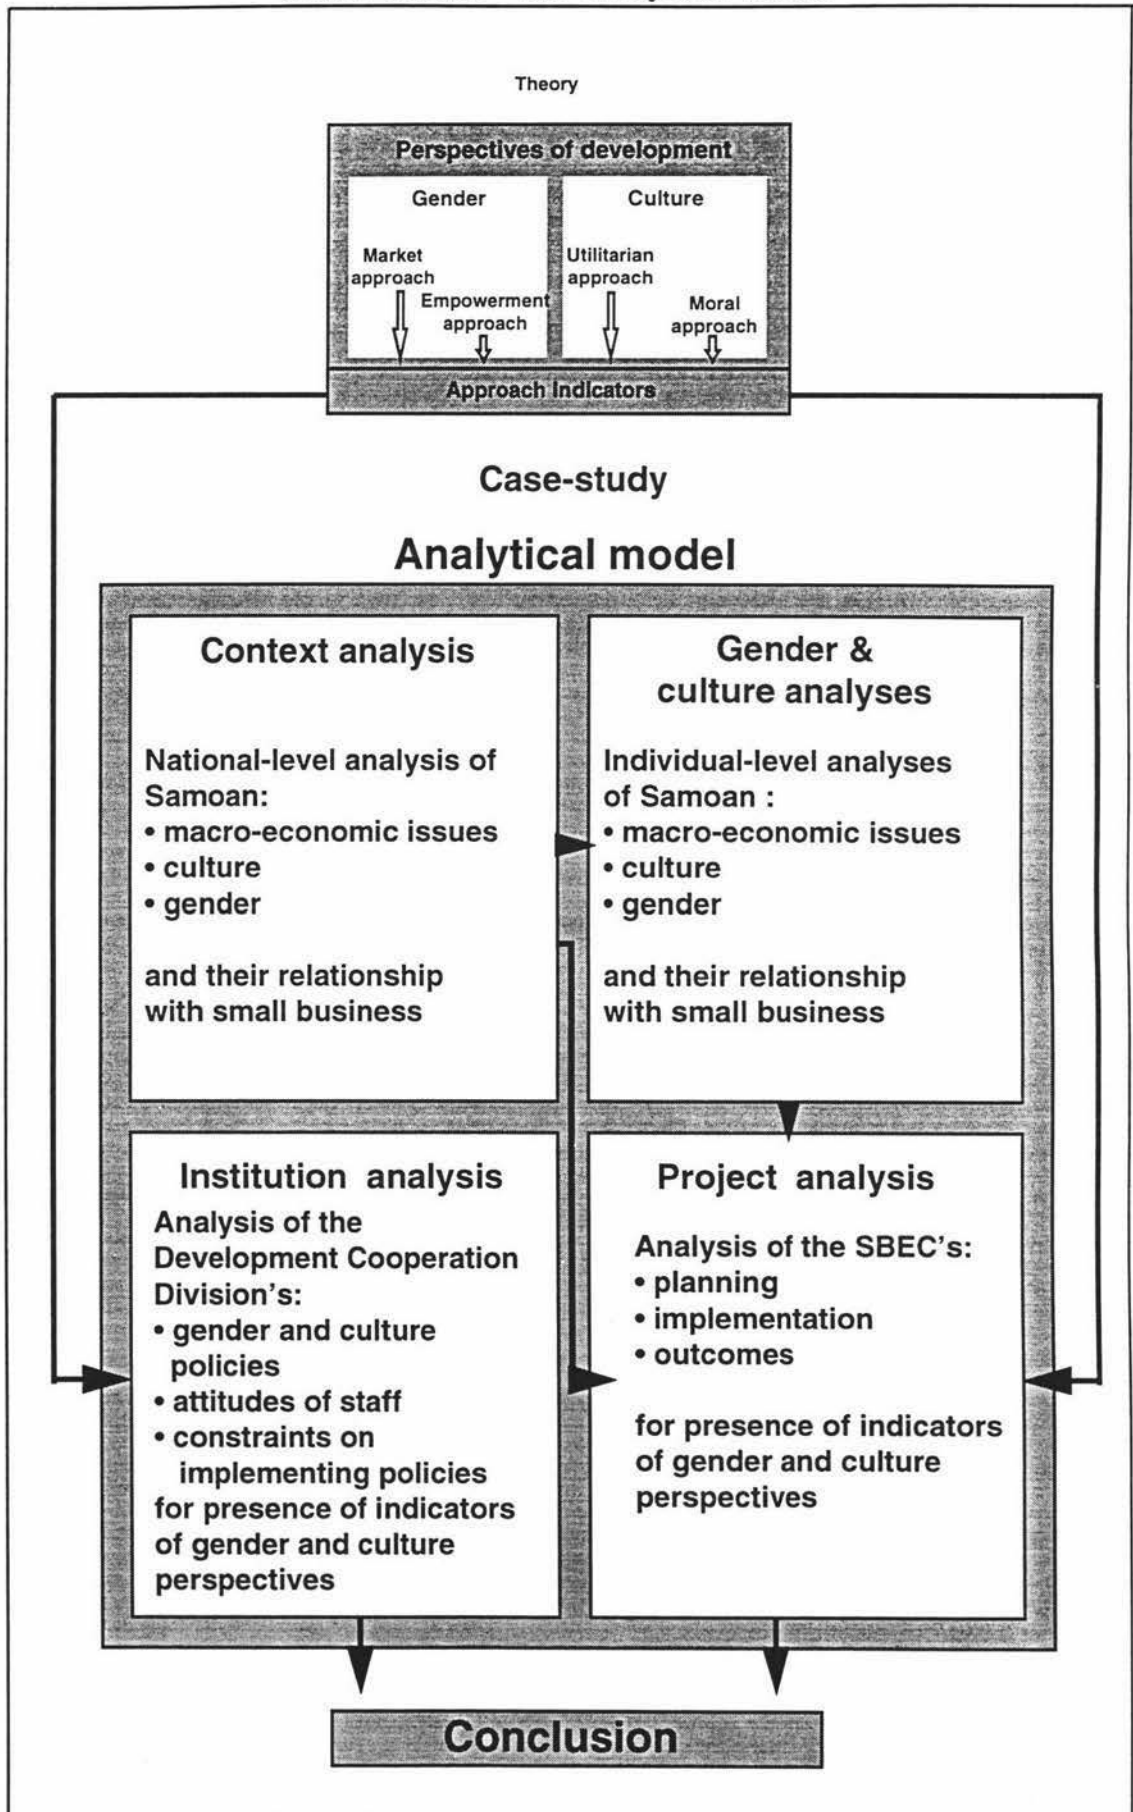 Theory
Perspectives of development
Gender
Market
approach
Empowerment
approach
Culture
Utilitarian
approach
Moral
approach
Approach Indicators
Case-study
Analytical model
Context analysis
National-level analysis of
Samoan:
• macro-economic issues
• culture
• gender
and their relationship
with small business
Gender &
culture analyses
Individual-level analyses
of Samoan :
• macro-economic issues
• culture
• gender
and their relationship
with small business
Institution analysis
Analysis of the
Development Cooperation
Division's:
• gender and culture
policies
• attitudes of staff
• constraints on
implementing policies
for presence of indicators
of gender and culture
perspectives
Project analysis
Analysis of the SBEC's:
• planning
• implementation
• outcomes
for presence of indicators
of gender and culture
perspectives
Conclusion